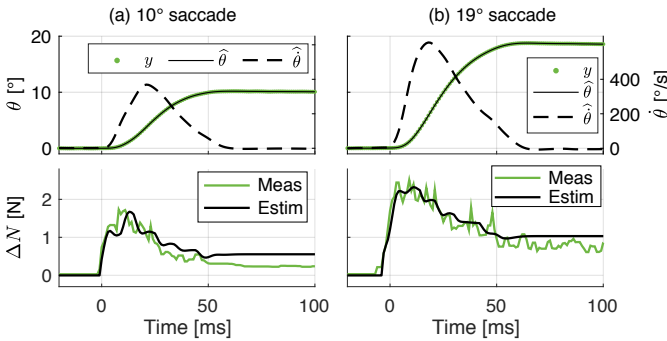 (a) 10° saccade
(b) 19° saccade
20
10
0
θ [°]
y θ̂ θ̇̂
y
θ̂
θ̇̂
400
200
0
θ̇ [°/s]
2
1
0
ΔN [N]
Meas
Estim
Meas
Estim
0 50 100
0 50 100
Time [ms]
Time [ms]